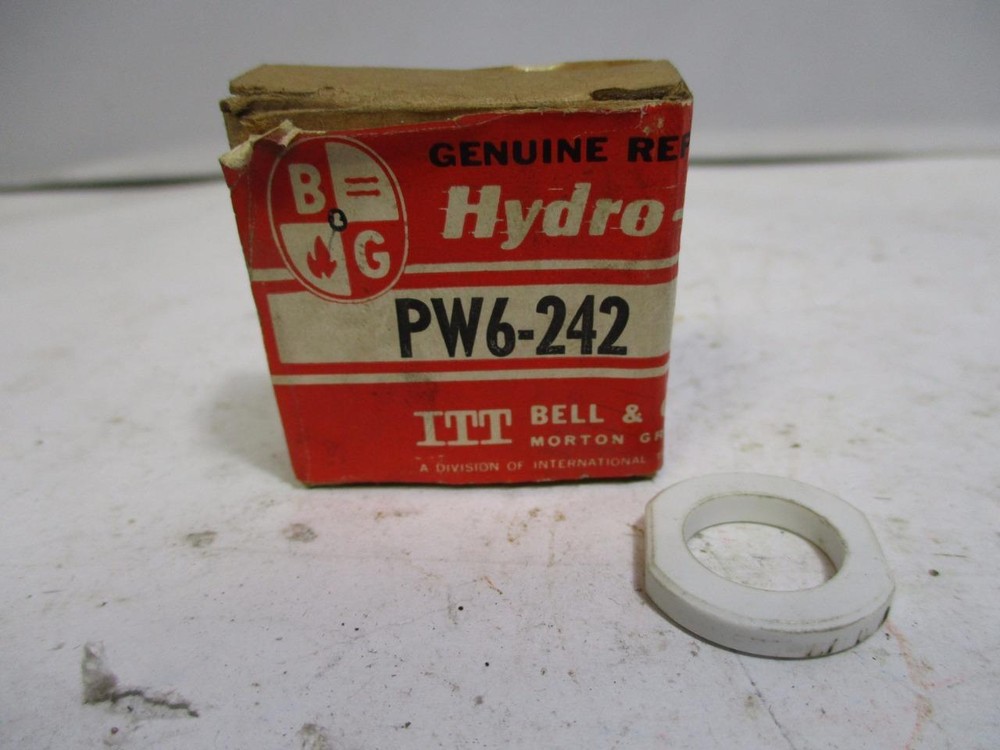 B
&
G
GENUINE REP
Hydro-
PW6-242
ITT BELL & G
MORTON GR
A DIVISION OF INTERNATIONAL